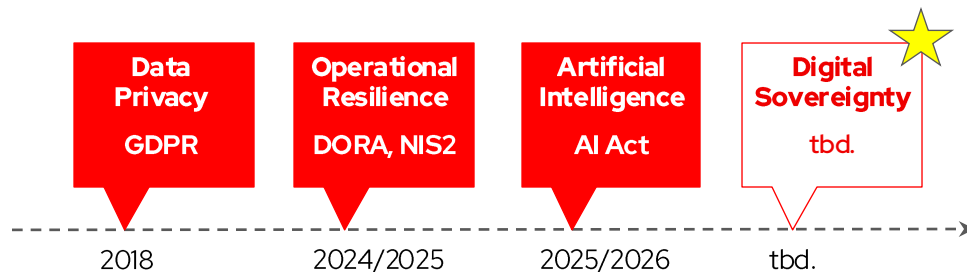 Data
Privacy
GDPR
Operational
Resilience
DORA, NIS2
Artificial
Intelligence
AI Act
Digital
Sovereignty
tbd.
2018
2024/2025
2025/2026
tbd.